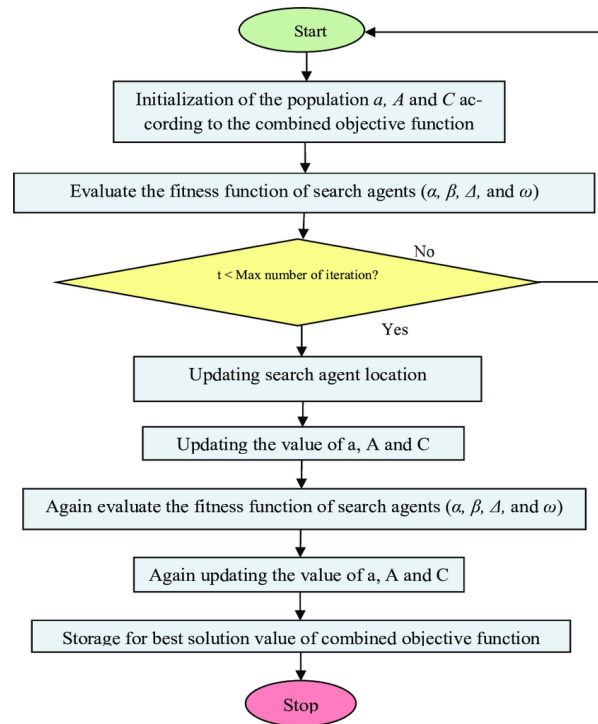 Start
Initialization of the population a, A and C ac-
cording to the combined objective function
Evaluate the fitness function of search agents (α, β, Δ, and ω)
No
t < Max number of iteration?
Yes
Updating search agent location
Updating the value of a, A and C
Again evaluate the fitness function of search agents (α, β, Δ, and ω)
Again updating the value of a, A and C
Storage for best solution value of combined objective function
Stop